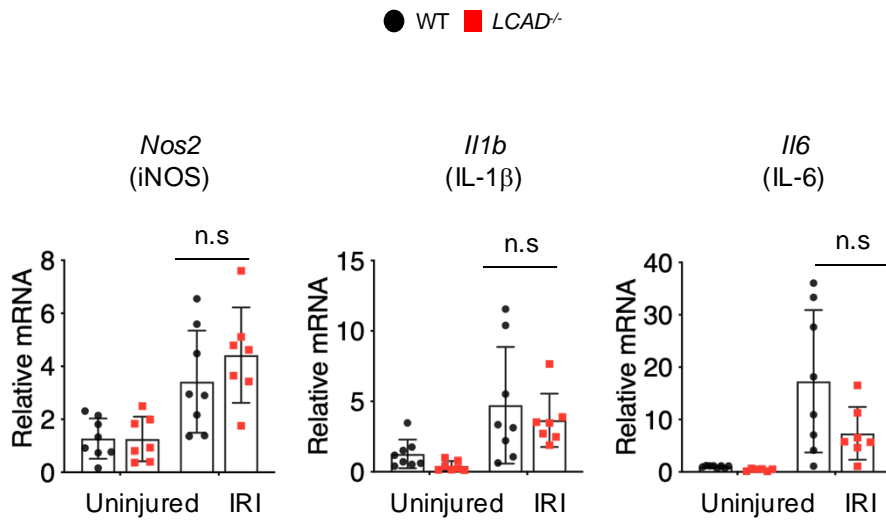 WT LCAD-/-
Nos2
(iNOS)
Il1b
(IL-1β)
Il6
(IL-6)
n.s
n.s
n.s
Relative mRNA
8
6
4
2
0
Uninjured IRI
Relative mRNA
15
10
5
0
Uninjured IRI
Relative mRNA
40
30
20
10
0
Uninjured IRI